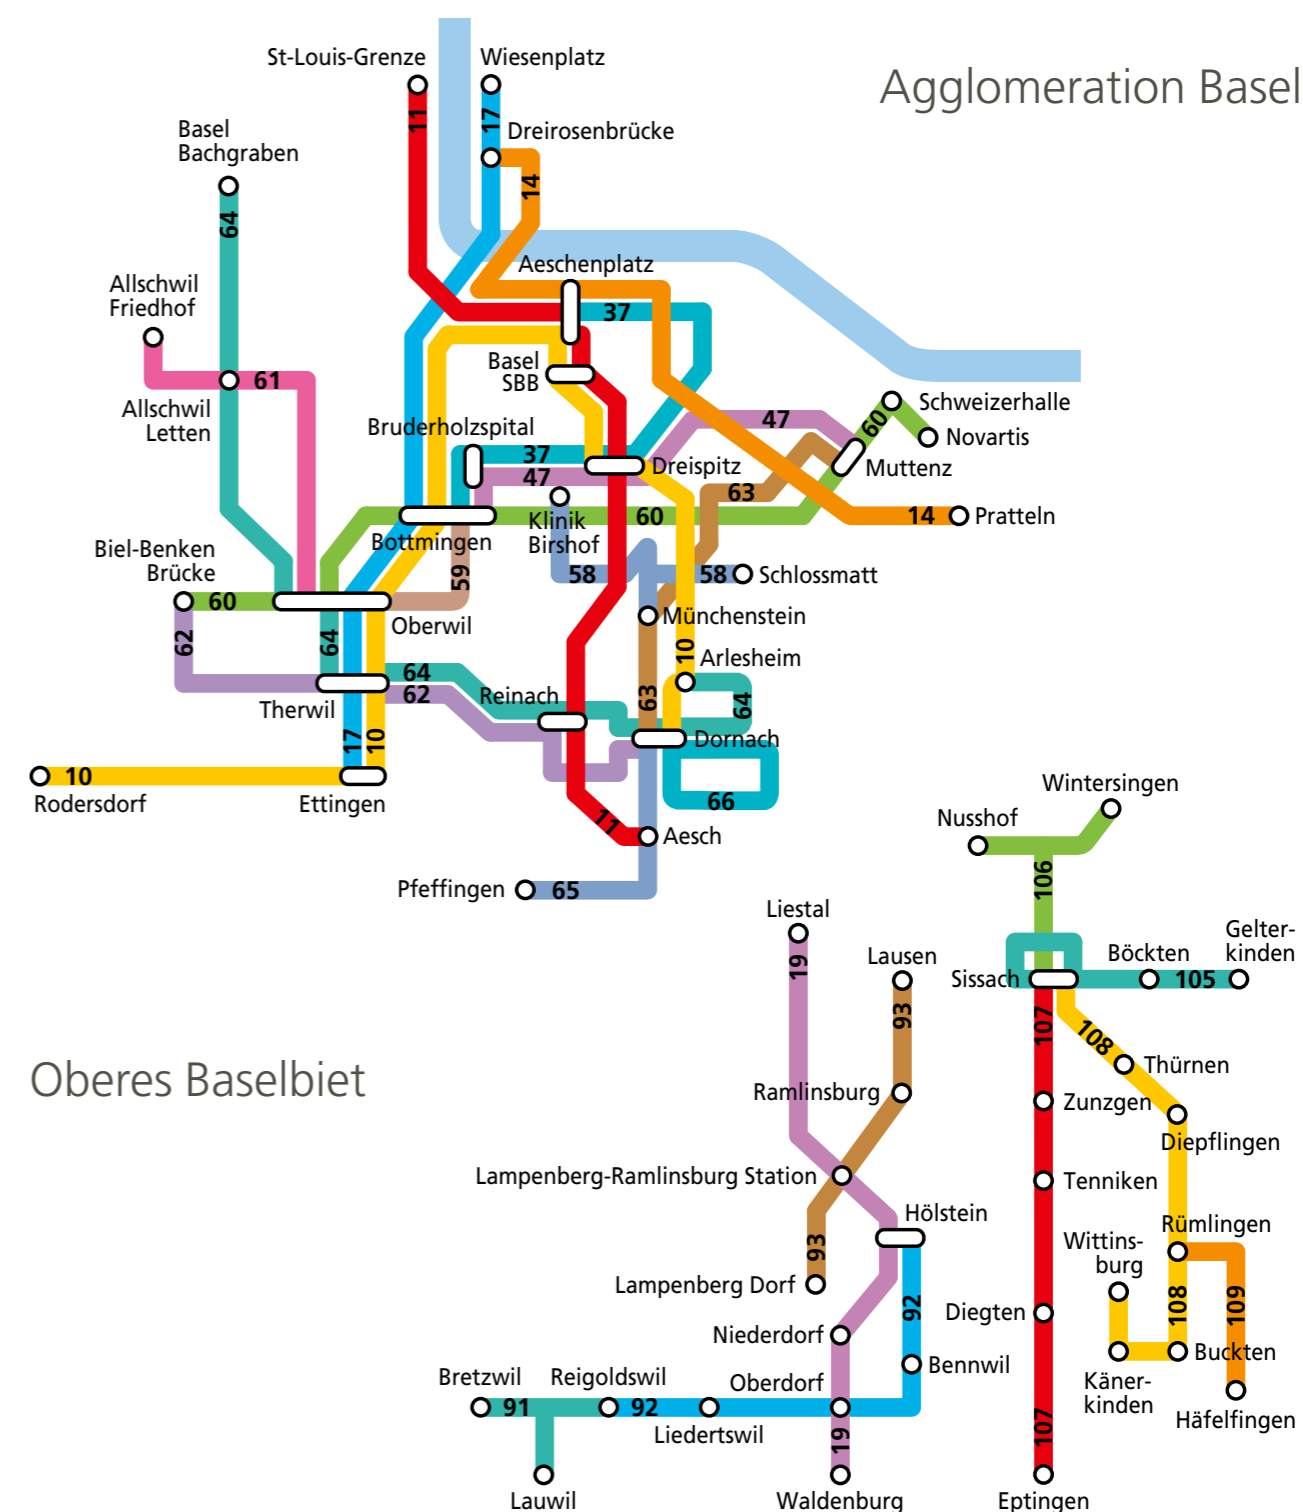 Agglomeration Basel
St-Louis-Grenze
Wiesenplatz
11
17
Dreirosenbrücke
Basel
Bachgraben
14
64
Aeschenplatz
Allschwil
Friedhof
37
Basel
SBB
61
Allschwil
Letten
Schweizerhalle
60
47
Novartis
Bruderholzspital
37
47
Dreispitz
Muttenz
63
Klinik
Birshof
60
14
Pratteln
Bottmingen
Biel-Benken
Brücke
59
58
58
Schlossmatt
60
Oberwil
Münchenstein
62
64
10
Arlesheim
64
62
Reinach
63
64
Therwil
Dornach
17
10
10
Rodersdorf
Ettingen
66
11
Aesch
Pfeffingen
65
Wintersingen
Nusshof
106
Liestal
19
Lausen
93
Sissach
Böckten
105
Gelter-
kinden
107
108
Oberes Baselbiet
Thürnen
Ramlinsburg
Zunzgen
Diepflingen
Lampenberg-Ramlinsburg Station
Tenniken
Hölstein
Rümlingen
Wittins-
burg
93
Lampenberg Dorf
92
Diegten
108
109
Niederdorf
Bennwil
Buckten
Käner-
kinden
Häfelfingen
Bretzwil
Reigoldswil
Oberdorf
91
92
Liedertswil
19
107
Lauwil
Waldenburg
Eptingen